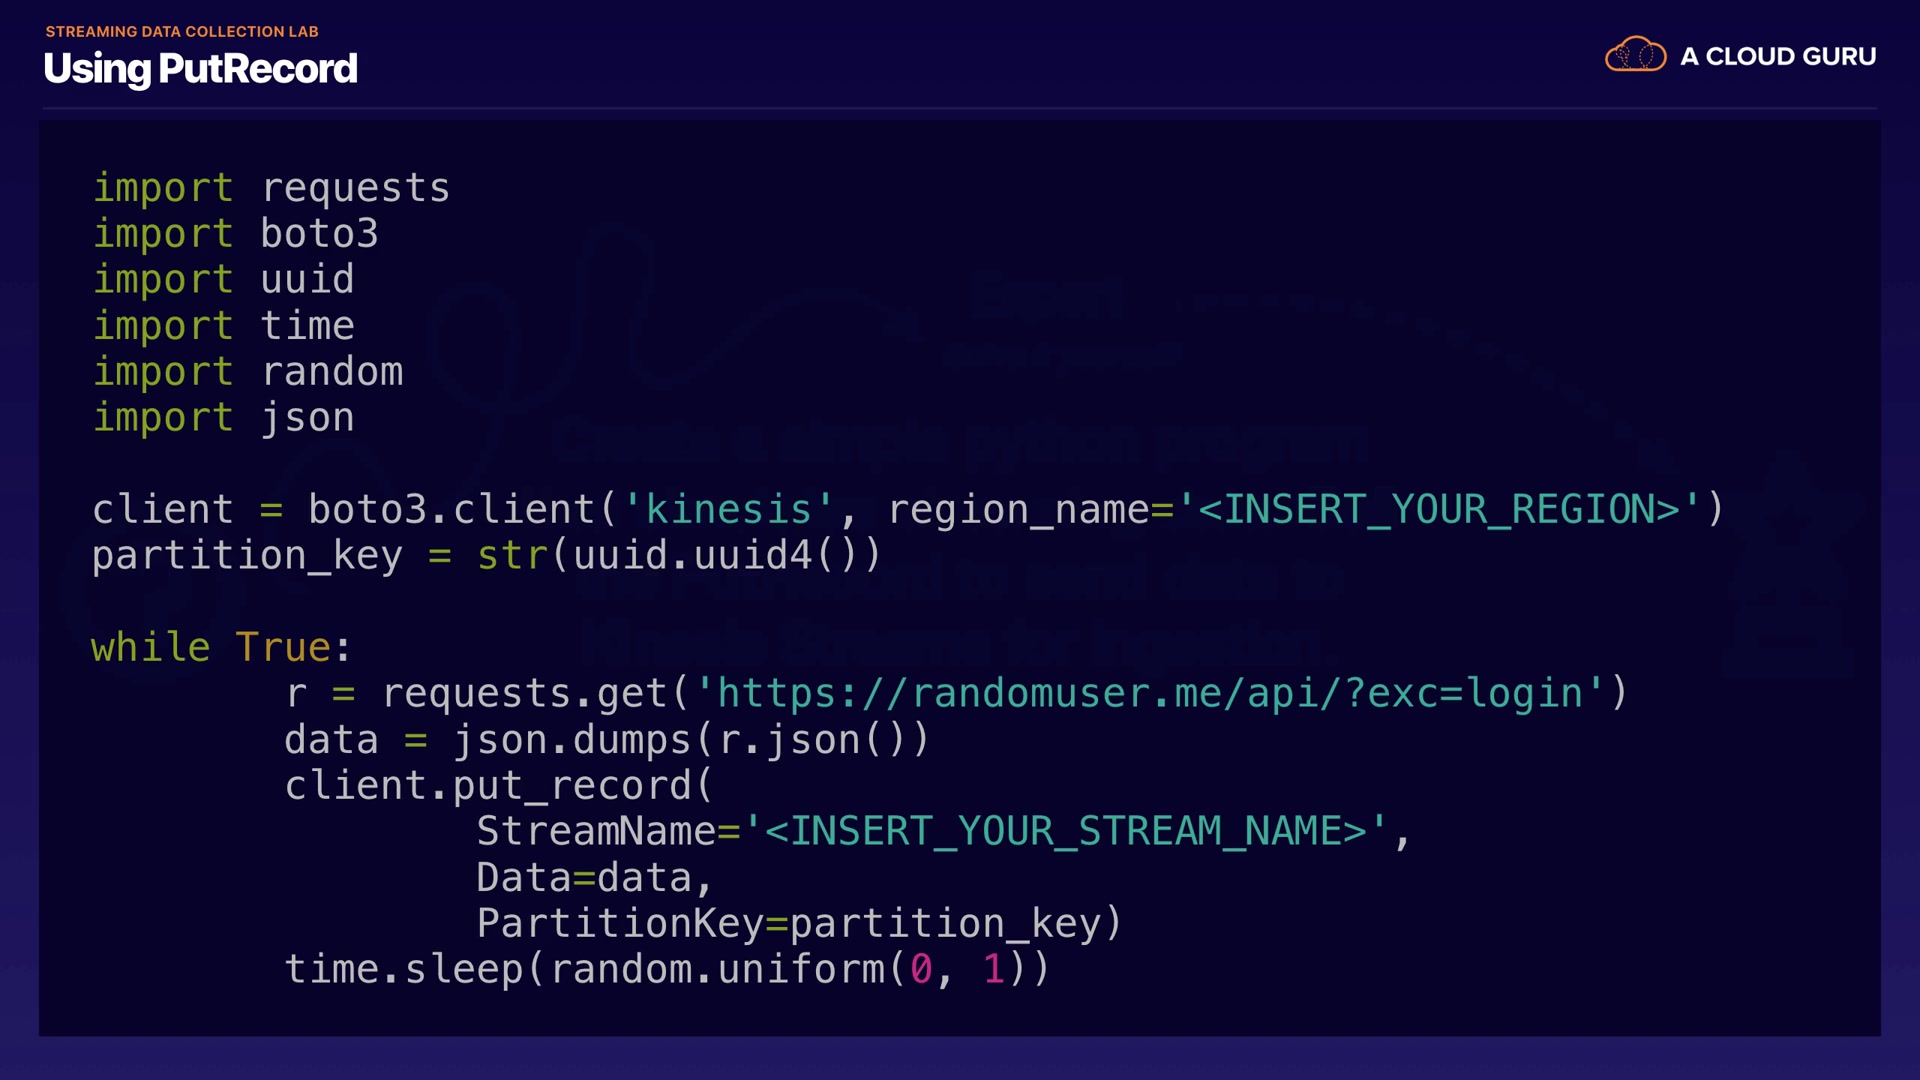 STREAMING DATA COLLECTION LAB
Using PutRecord
A CLOUD GURU
import requests
import boto3
import uuid
import time
import random
import json
client = boto3.client('kinesis', region_name='<INSERT_YOUR_REGION>')
partition_key = str(uuid.uuid4())
while True:
        r = requests.get('https://randomuser.me/api/?exc=login')
        data = json.dumps(r.json())
        client.put_record(
                StreamName='<INSERT_YOUR_STREAM_NAME>',
                Data=data,
                PartitionKey=partition_key)
        time.sleep(random.uniform(0, 1))